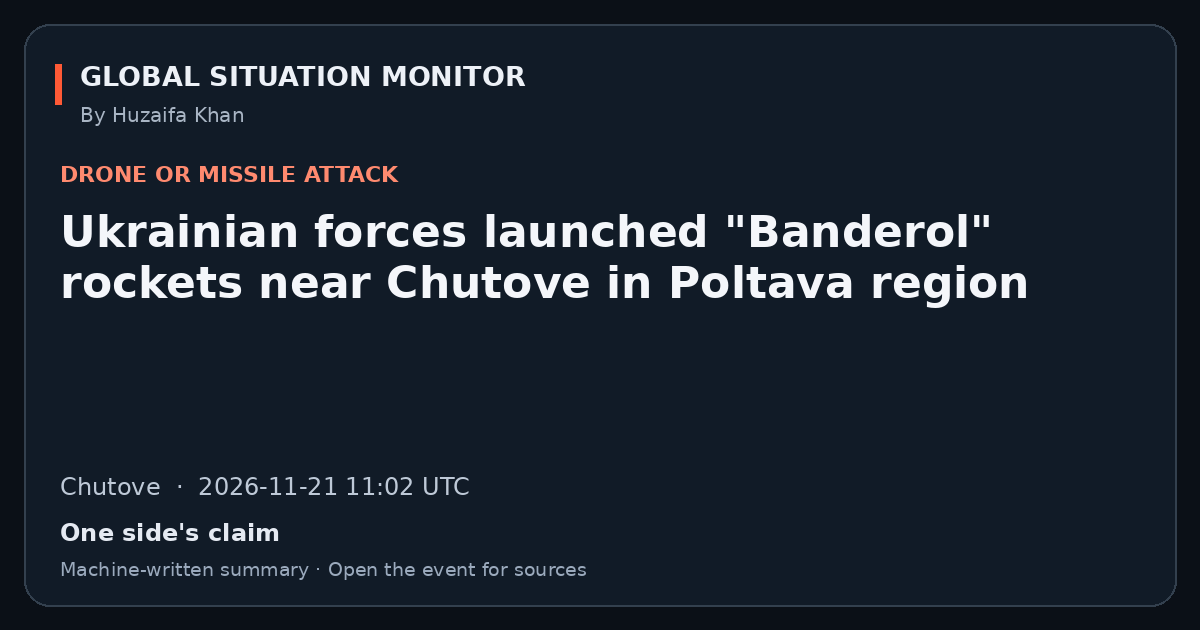 GLOBAL SITUATION MONITOR
By Huzaifa Khan
DRONE OR MISSILE ATTACK
Ukrainian forces launched "Banderol"
rockets near Chutove in Poltava region
Chutove · 2026-11-21 11:02 UTC
One side's claim
Machine-written summary · Open the event for sources